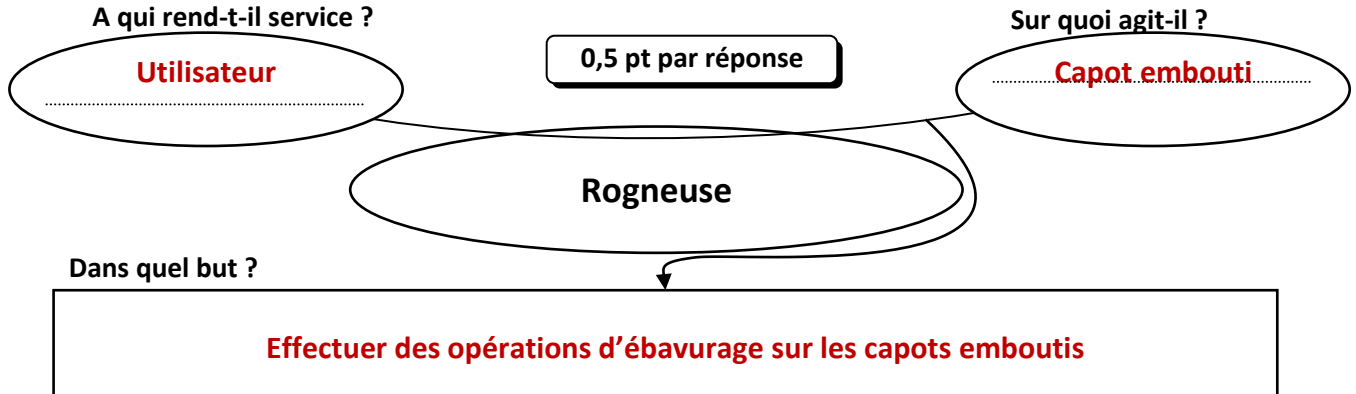 A qui rend-t-il service ?
Sur quoi agit-il ?
0,5 pt par réponse
Utilisateur
Capot embouti
Rogneuse
Dans quel but ?
Effectuer des opérations d’ébavurage sur les capots emboutis